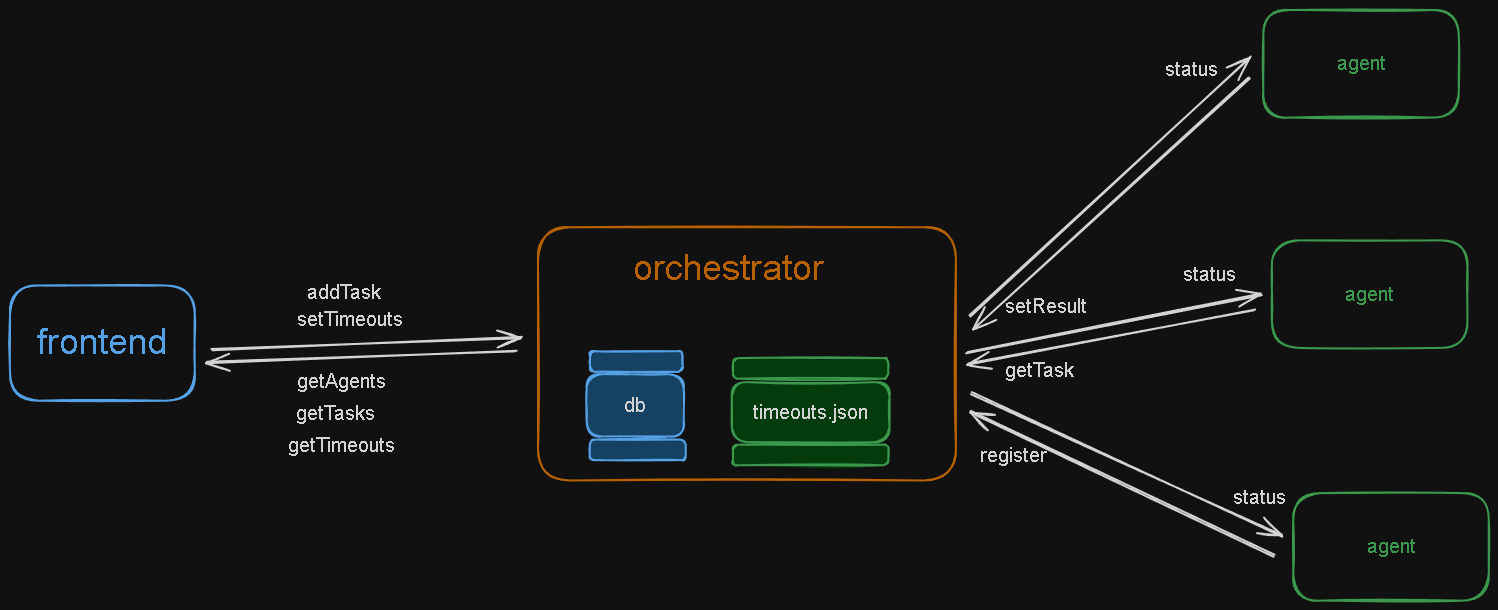 frontend
addTask
setTimeouts
getAgents
getTasks
getTimeouts
orchestrator
db
timeouts.json
status
agent
setResult
status
agent
getTask
register
status
agent